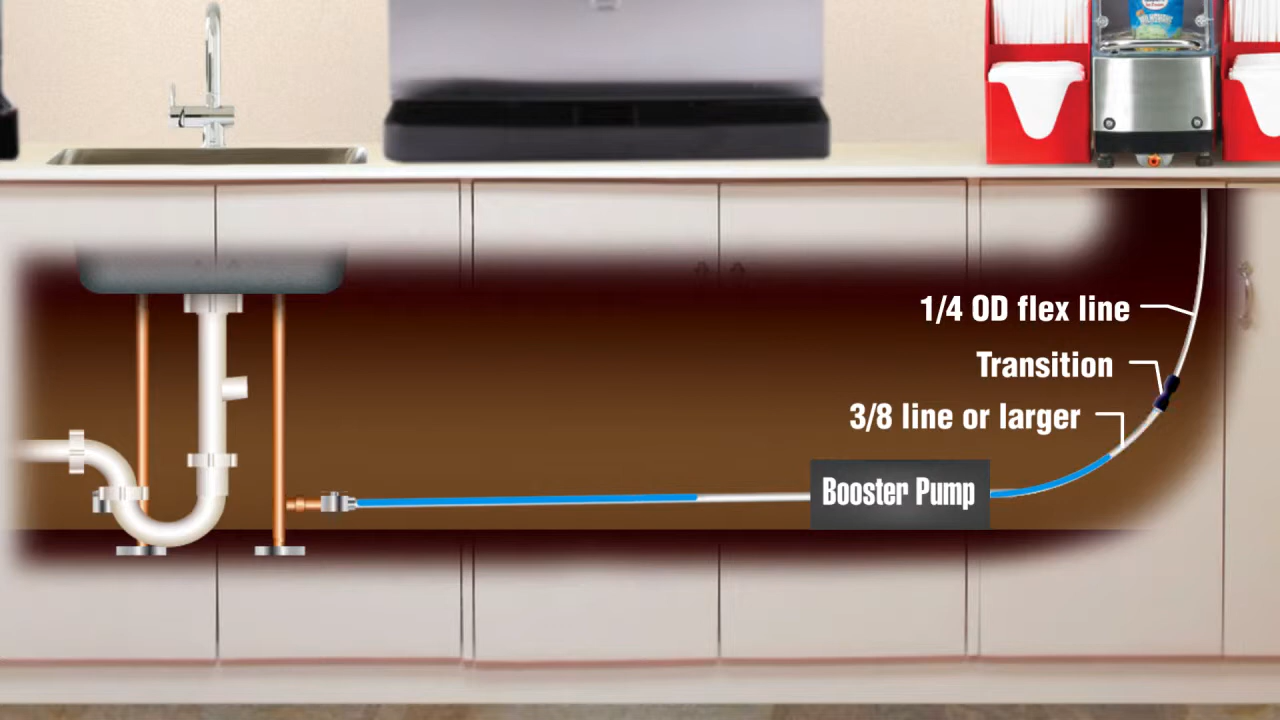 1/4 OD flex line
Transition
3/8 line or larger
Booster Pump